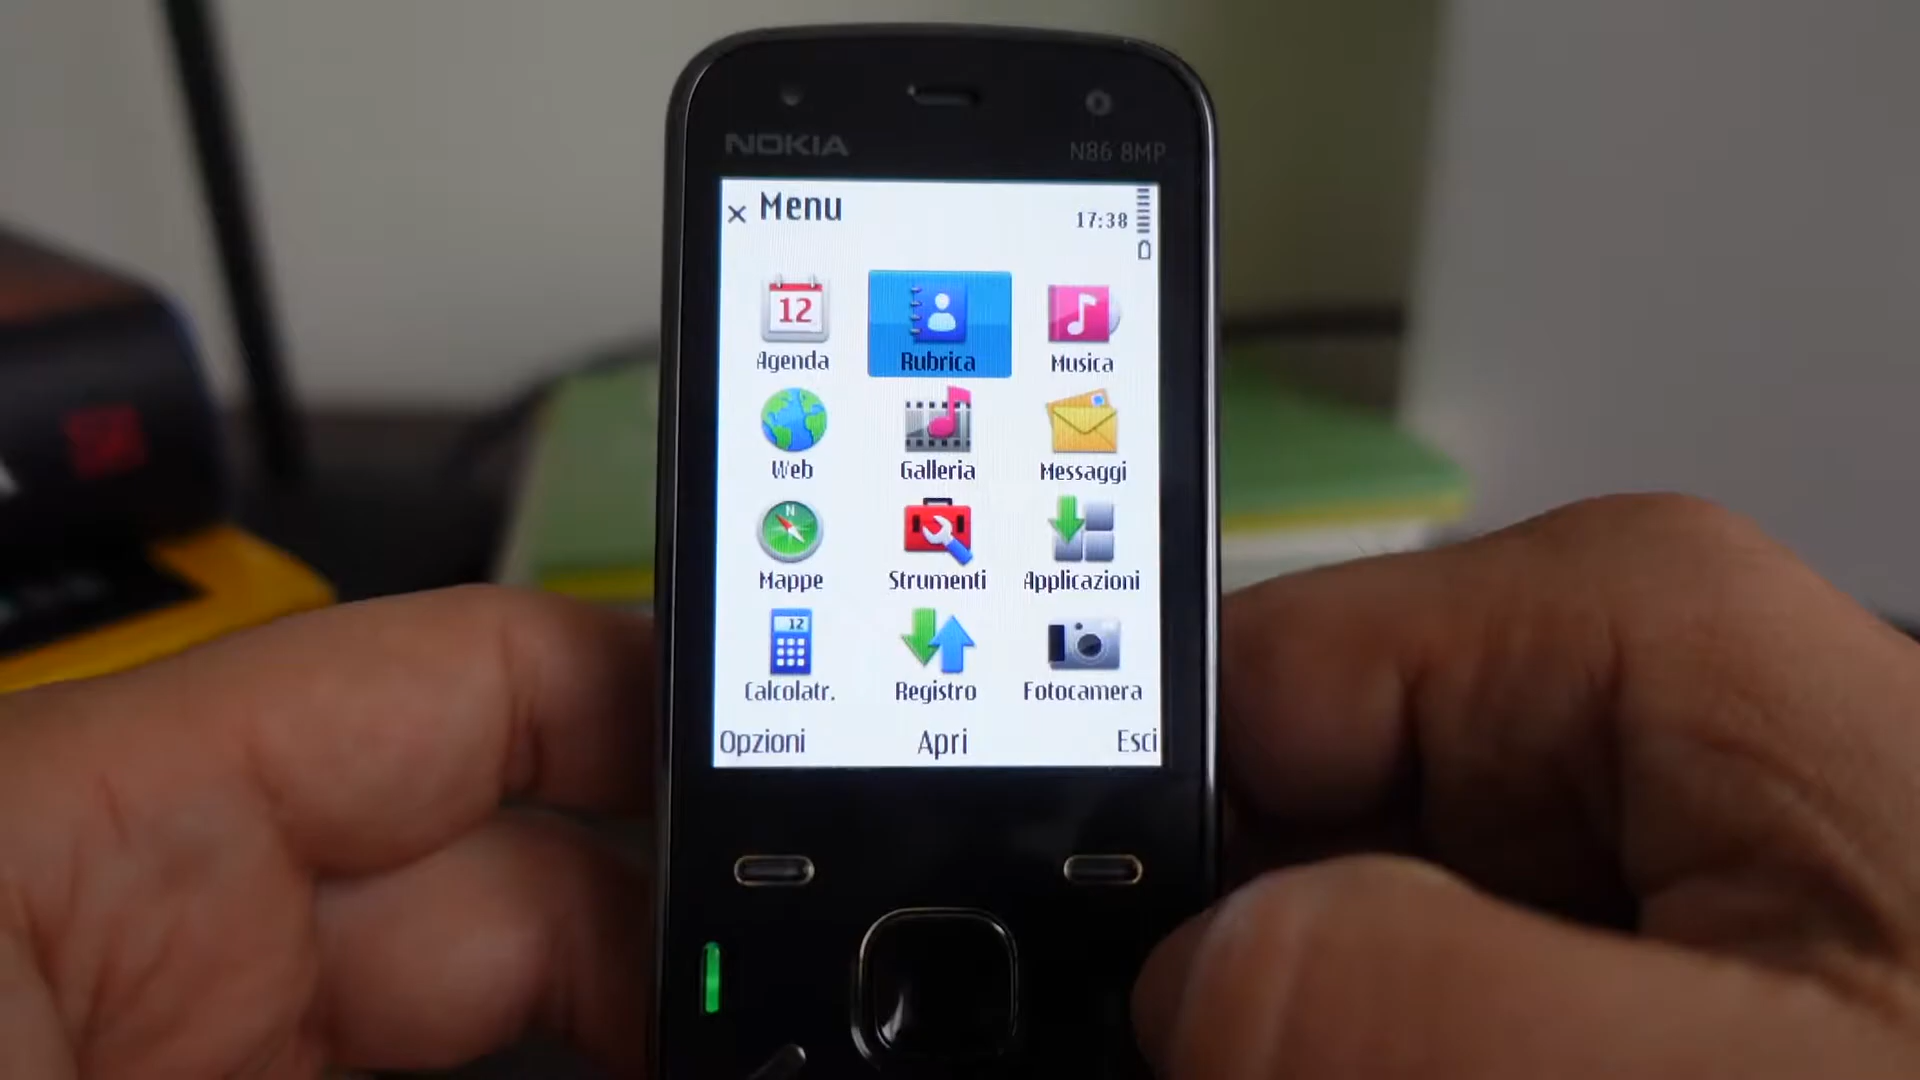 NOKIA
N86 8MP
Menu
17:38
12
Agenda
Rubrica
Musica
Web
Galleria
Messaggi
N
Mappe
Strumenti
Applicazioni
12
Calcolatr.
Registro
Fotocamera
Opzioni
Apri
Esci